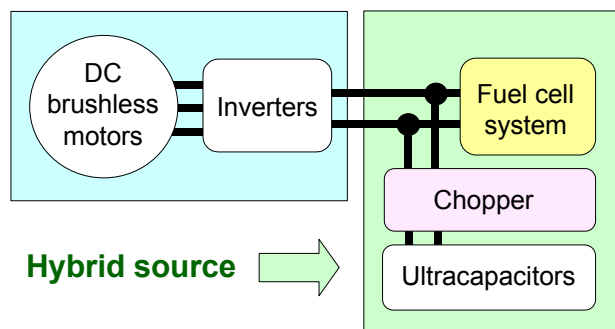 DC
brushless
motors
Inverters
Fuel cell
system
Chopper
Ultracapacitors
Hybrid source